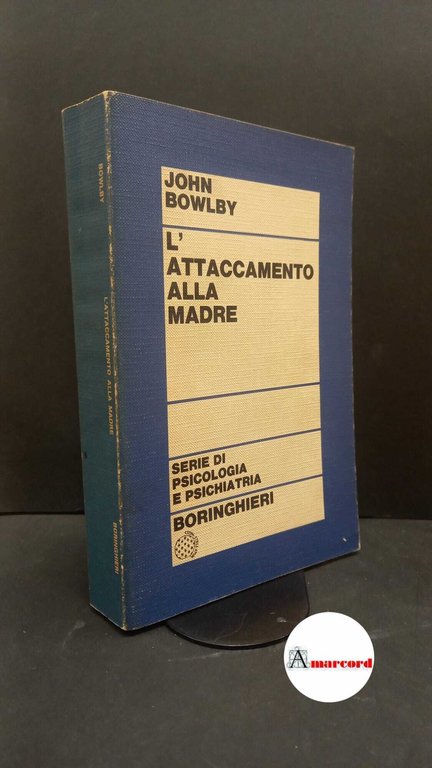 JOHN
BOWLBY
L'
ATTACCAMENTO
ALLA
MADRE
SERIE DI
PSICOLOGIA
E PSICHIATRIA
BORINGHIERI
BOWLBY
L'ATTACCAMENTO ALLA MADRE
BORINGHIERI
Amarcord